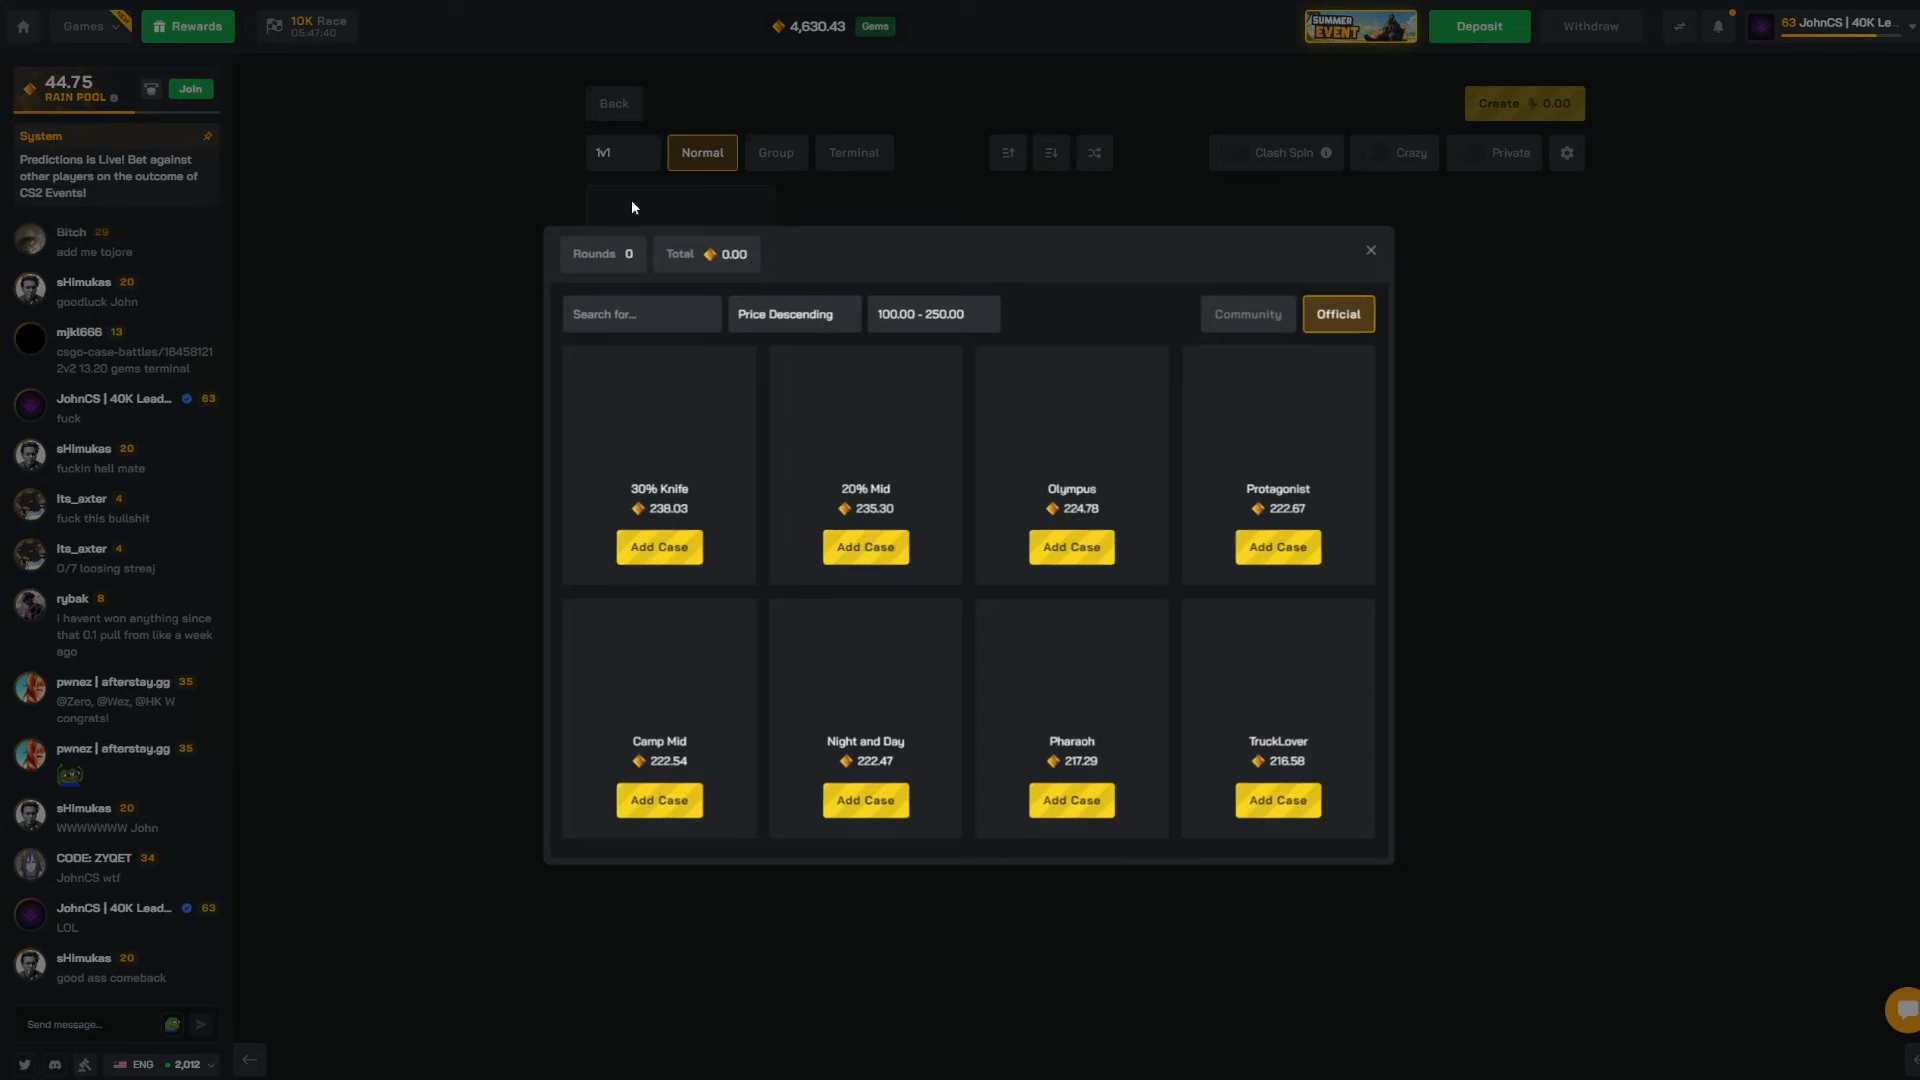 Games
NEW
Rewards
10K Race
05:47:40
4,630.43
Gems
SUMMER
EVENT
Deposit
Withdraw
63 JohnCS | 40K Le...
44.75
RAIN POOL
Join
System
Predictions is Live! Bet against
other players on the outcome of
CS2 Events!
Bitch 29
add me tojore
sHimukas 20
goodluck John
mjkl666 13
csgo-case-battles/16458121
2v2 13.20 gems terminal
JohnCS | 40K Lead... 63
fuck
sHimukas 20
fuckin hell mate
Its_axter 4
fuck this bullshit
Its_axter 4
0/7 loosing streaj
rybak 8
i havent won anything since
that 0.1 pull from like a week
ago
pwnez | afterstay.gg 35
@Zero, @Wez, @HK W
congrats!
pwnez | afterstay.gg 35
sHimukas 20
WWWWWWW John
CODE: ZYQET 34
JohnCS wtf
JohnCS | 40K Lead... 63
LOL
sHimukas 20
good ass comeback
Send message...
ENG
2,012
Back
Create 0.00
1v1
Normal
Group
Terminal
Clash Spin
Crazy
Private
Rounds 0
Total 0.00
Search for...
Price Descending
100.00 - 250.00
Community
Official
30% Knife
238.03
Add Case
20% Mid
235.30
Add Case
Olympus
224.78
Add Case
Protagonist
222.67
Add Case
Camp Mid
222.54
Add Case
Night and Day
222.47
Add Case
Pharaoh
217.29
Add Case
TruckLover
216.58
Add Case